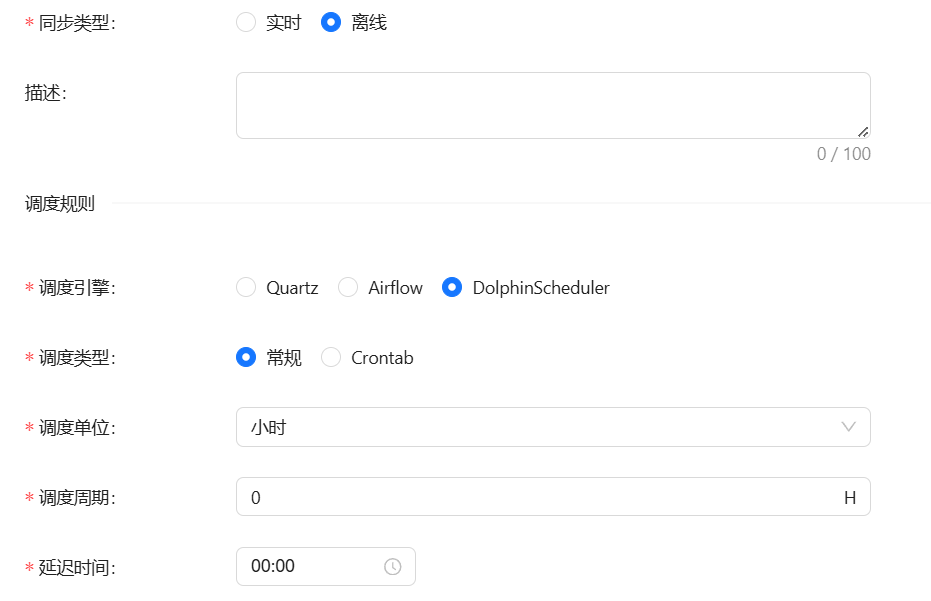 * 同步类型: 实时 离线
描述:
0 / 100
调度规则
* 调度引擎: Quartz Airflow DolphinScheduler
* 调度类型: 常规 Crontab
* 调度单位: 小时
* 调度周期: 0 H
* 延迟时间: 00:00